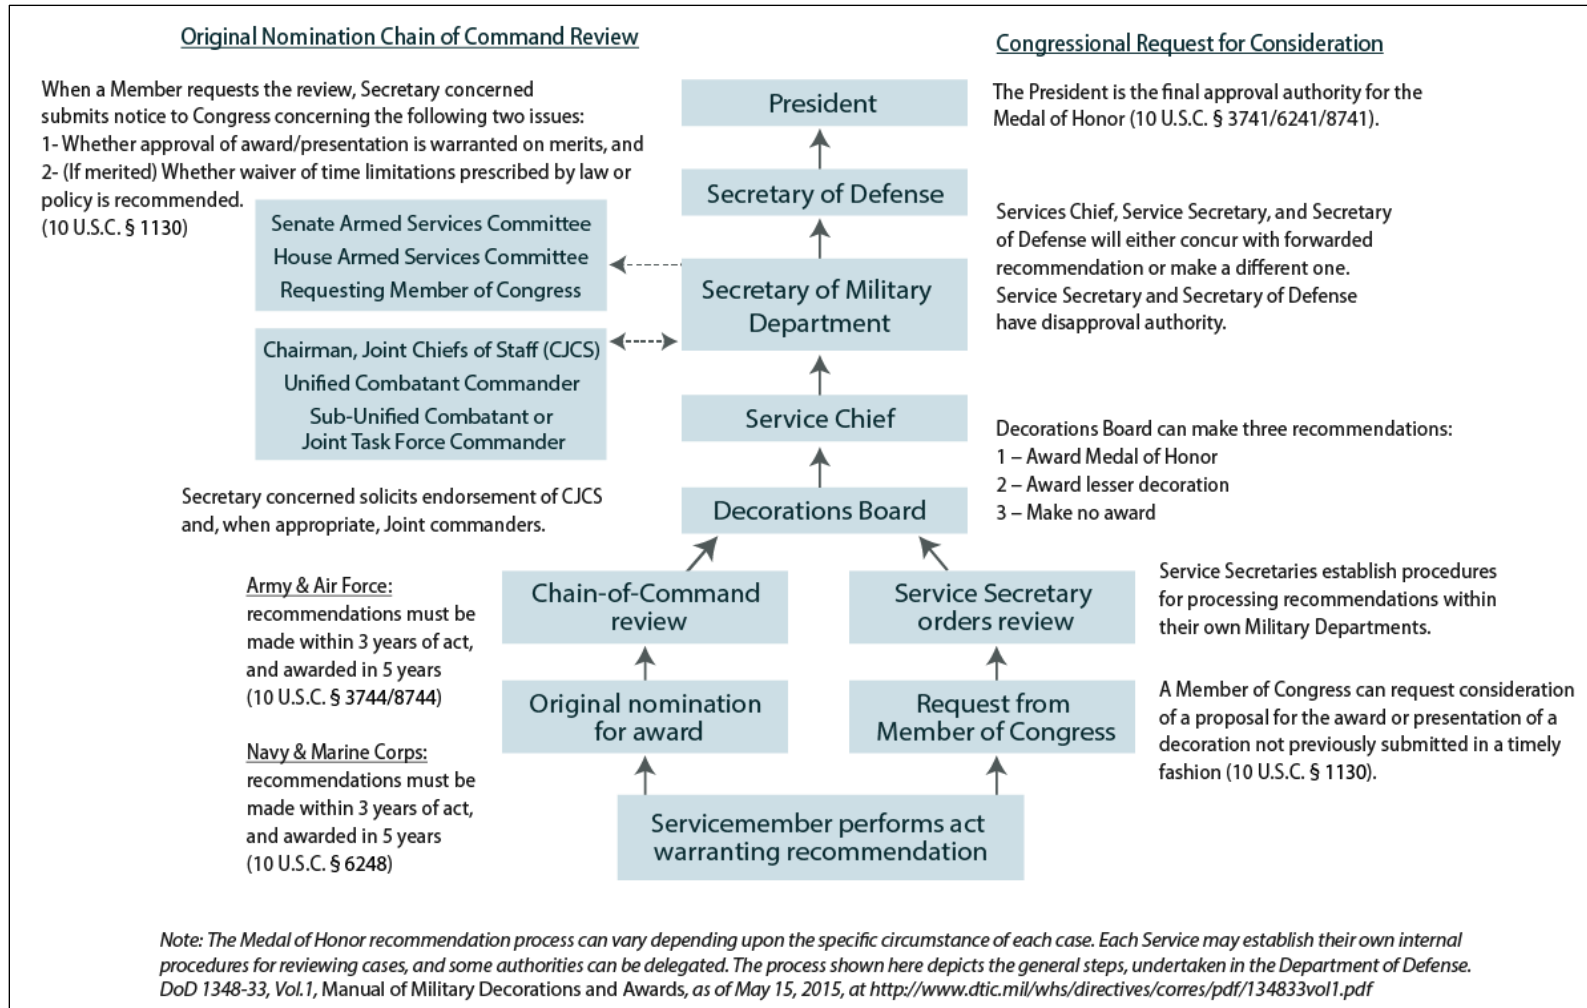 Original Nomination Chain of Command Review
Congressional Request for Consideration
When a Member requests the review, Secretary concerned
submits notice to Congress concerning the following two issues:
1- Whether approval of award/presentation is warranted on merits, and
2- (If merited) Whether waiver of time limitations prescribed by law or
policy is recommended.
(10 U.S.C. § 1130)
President
The President is the final approval authority for the
Medal of Honor (10 U.S.C. § 3741/6241/8741).
Secretary of Defense
Senate Armed Services Committee
House Armed Services Committee
Requesting Member of Congress
Services Chief, Service Secretary, and Secretary
of Defense will either concur with forwarded
recommendation or make a different one.
Service Secretary and Secretary of Defense
have disapproval authority.
Secretary of Military
Department
Chairman, Joint Chiefs of Staff (CJCS)
Unified Combatant Commander
Sub-Unified Combatant or
Joint Task Force Commander
Service Chief
Decorations Board can make three recommendations:
1 – Award Medal of Honor
2 – Award lesser decoration
3 – Make no award
Secretary concerned solicits endorsement of CJCS
and, when appropriate, Joint commanders.
Decorations Board
Army & Air Force:
recommendations must be
made within 3 years of act,
and awarded in 5 years
(10 U.S.C. § 3744/8744)
Chain-of-Command
review
Service Secretary
orders review
Service Secretaries establish procedures
for processing recommendations within
their own Military Departments.
Original nomination
for award
Request from
Member of Congress
A Member of Congress can request consideration
of a proposal for the award or presentation of a
decoration not previously submitted in a timely
fashion (10 U.S.C. § 1130).
Navy & Marine Corps:
recommendations must be
made within 3 years of act,
and awarded in 5 years
(10 U.S.C. § 6248)
Servicemember performs act
warranting recommendation
Note: The Medal of Honor recommendation process can vary depending upon the specific circumstance of each case. Each Service may establish their own internal
procedures for reviewing cases, and some authorities can be delegated. The process shown here depicts the general steps, undertaken in the Department of Defense.
DoD 1348-33, Vol.1, Manual of Military Decorations and Awards, as of May 15, 2015, at http://www.dtic.mil/whs/directives/corres/pdf/134833vol1.pdf